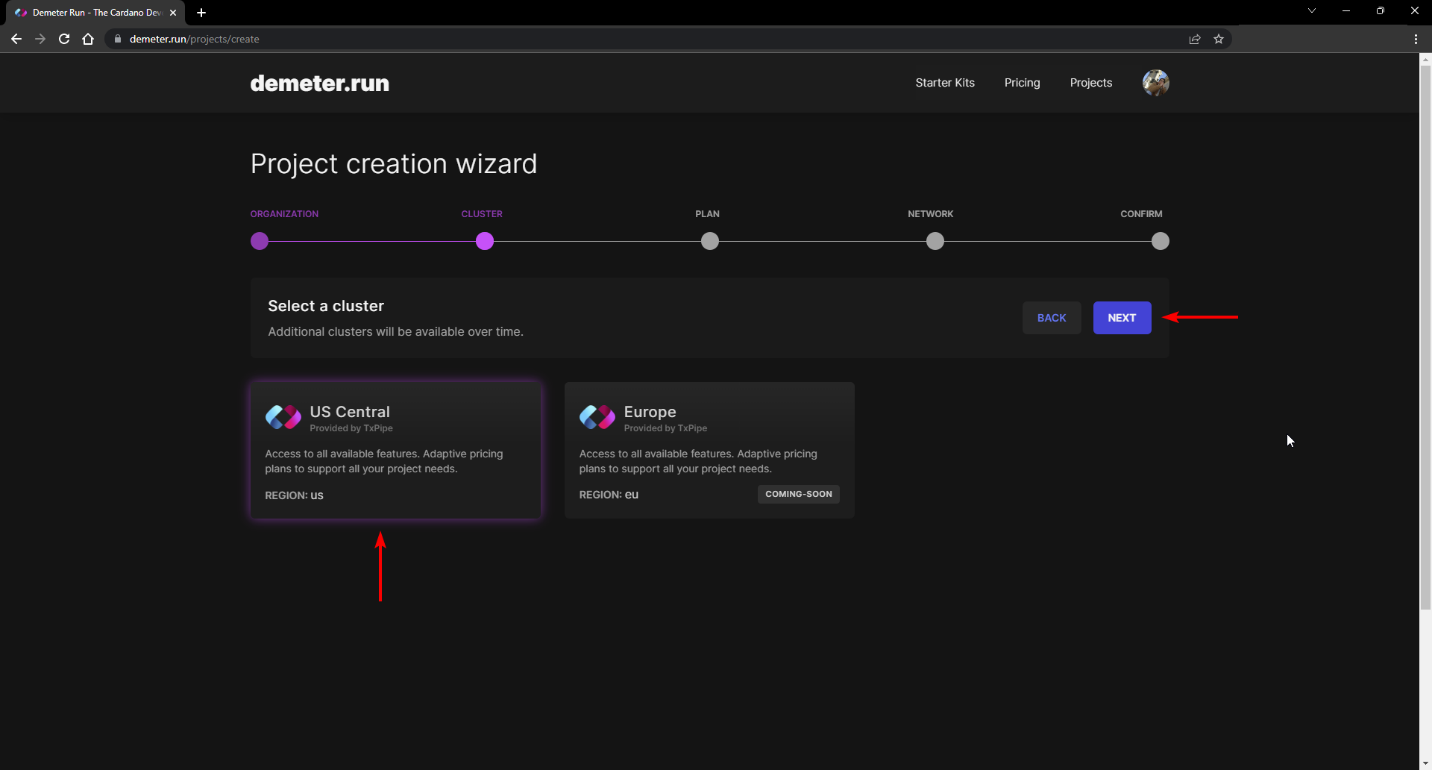 Demeter Run - The Cardano Dev
demeter.run/projects/create
demeter.run
Starter Kits
Pricing
Projects
Project creation wizard
ORGANIZATION
CLUSTER
PLAN
NETWORK
CONFIRM
Select a cluster
Additional clusters will be available over time.
BACK
NEXT
US Central
Provided by TxPipe
Access to all available features. Adaptive pricing
plans to support all your project needs.
REGION: us
Europe
Provided by TxPipe
Access to all available features. Adaptive pricing
plans to support all your project needs.
REGION: eu
COMING-SOON